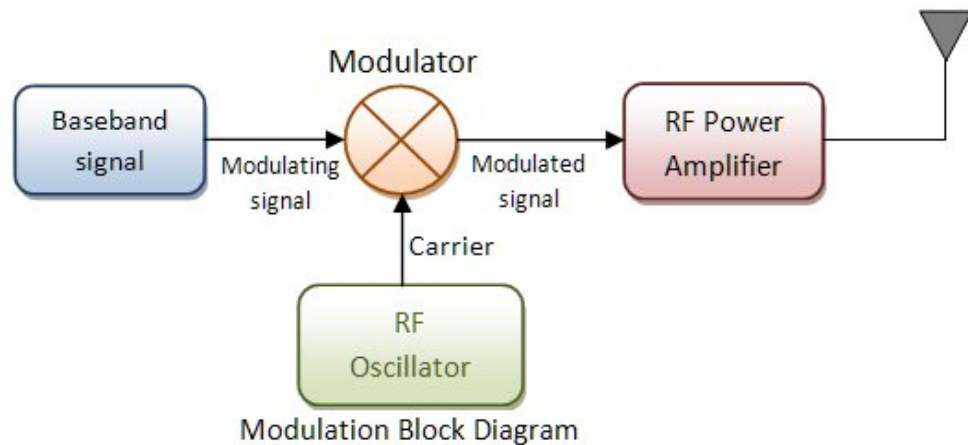 Modulator
Baseband
signal
Modulating
signal
Modulated
signal
RF Power
Amplifier
Carrier
RF
Oscillator
Modulation Block Diagram